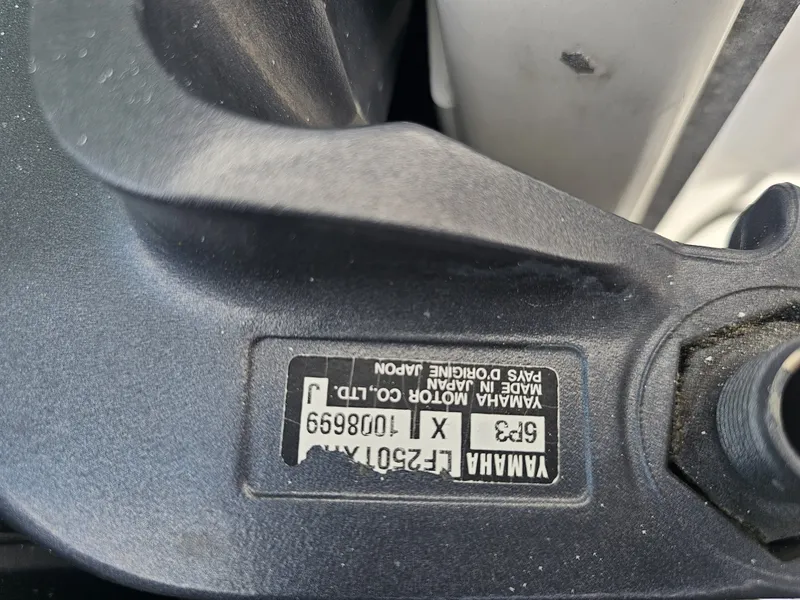 YAMAHA LF250TX
6P3 X 1008699 J
YAMAHA MOTOR CO.,LTD.
MADE IN JAPAN
PAYS D'ORIGINE JAPON